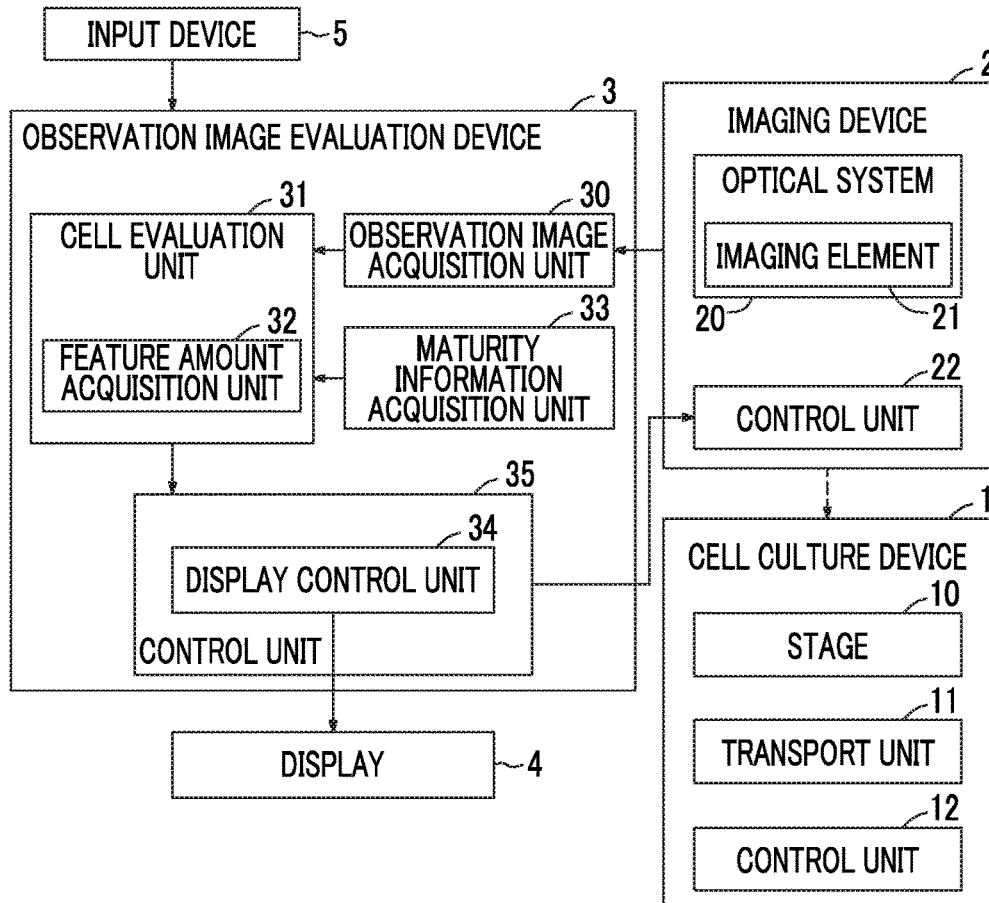 INPUT DEVICE
5
3
OBSERVATION IMAGE EVALUATION DEVICE
31
CELL EVALUATION
UNIT
32
FEATURE AMOUNT
ACQUISITION UNIT
30
OBSERVATION IMAGE
ACQUISITION UNIT
33
MATURITY
INFORMATION
ACQUISITION UNIT
35
34
DISPLAY CONTROL UNIT
CONTROL UNIT
DISPLAY
4
2
IMAGING DEVICE
OPTICAL SYSTEM
IMAGING ELEMENT
20
21
22
CONTROL UNIT
1
CELL CULTURE DEVICE
10
STAGE
11
TRANSPORT UNIT
12
CONTROL UNIT